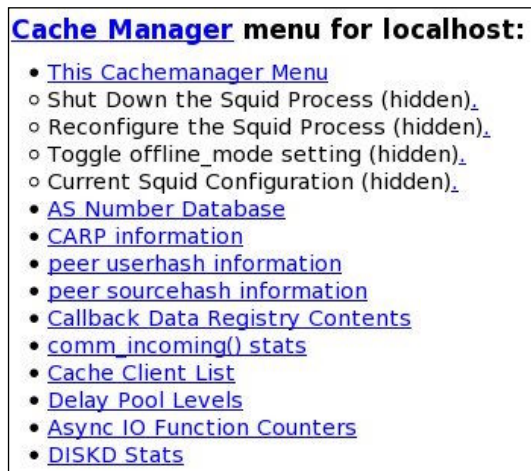 Cache Manager menu for localhost:
• This Cachemanager Menu
○ Shut Down the Squid Process (hidden).
○ Reconfigure the Squid Process (hidden).
○ Toggle offline_mode setting (hidden).
○ Current Squid Configuration (hidden).
• AS Number Database
• CARP information
• peer userhash information
• peer sourcehash information
• Callback Data Registry Contents
• comm_incoming() stats
• Cache Client List
• Delay Pool Levels
• Async IO Function Counters
• DISKD Stats